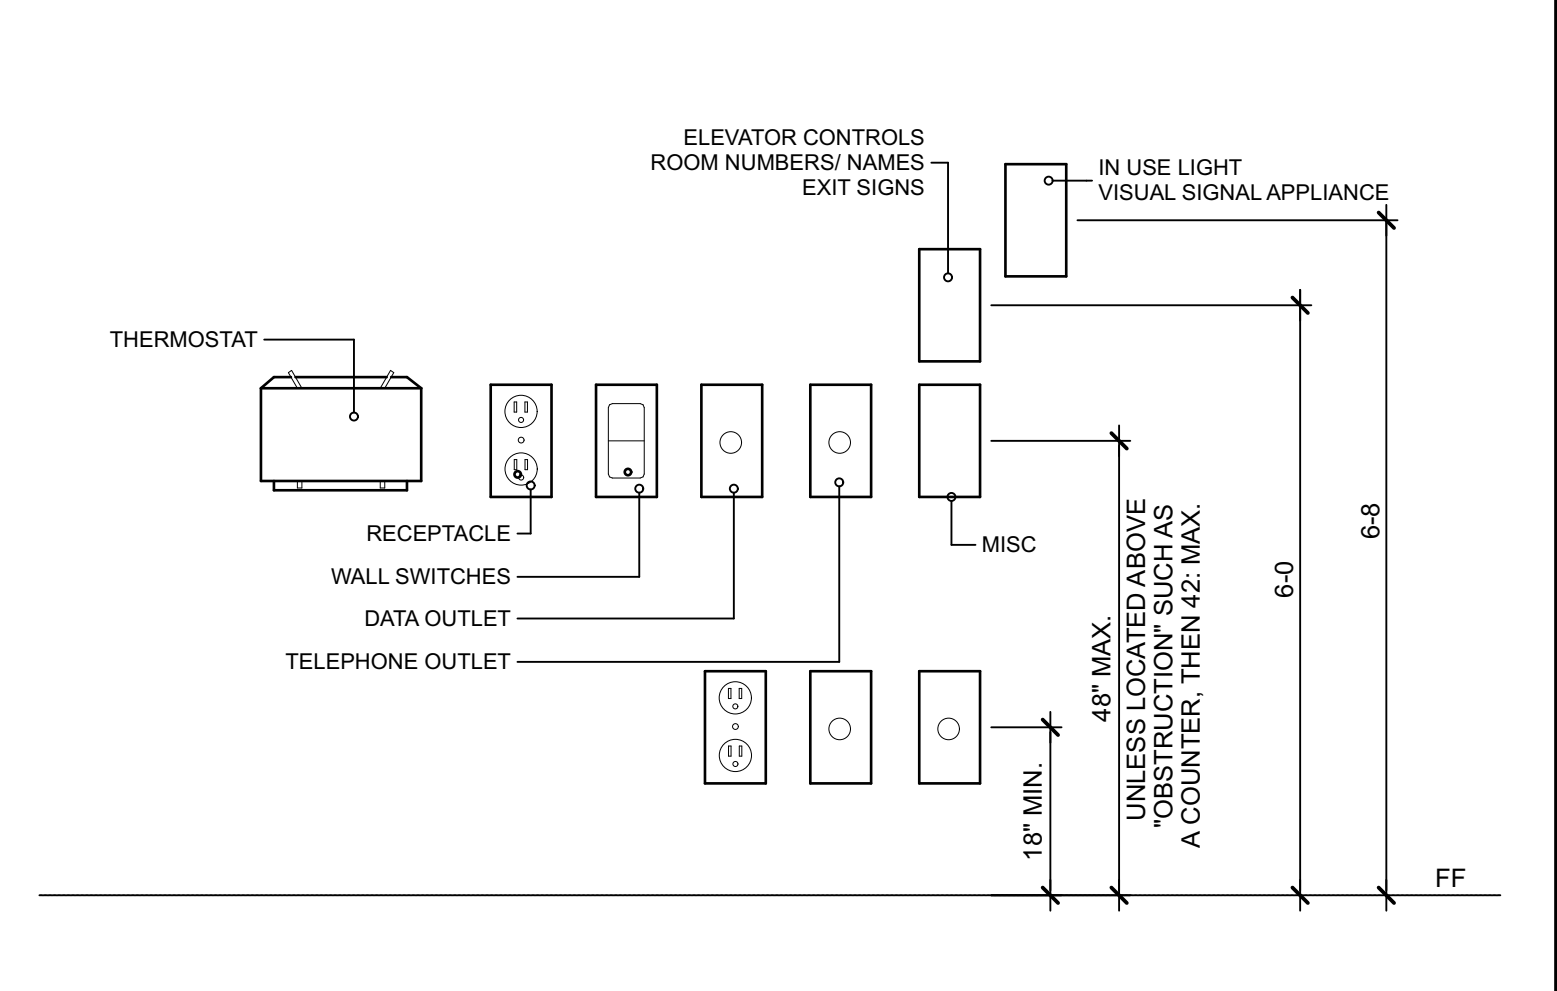 ELEVATOR CONTROLS
ROOM NUMBERS/ NAMES
EXIT SIGNS
IN USE LIGHT
VISUAL SIGNAL APPLIANCE
THERMOSTAT
RECEPTACLE
WALL SWITCHES
DATA OUTLET
TELEPHONE OUTLET
MISC
18" MIN.
48" MAX.
UNLESS LOCATED ABOVE
"OBSTRUCTION" SUCH AS
A COUNTER, THEN 42: MAX.
6-0
6-8
FF